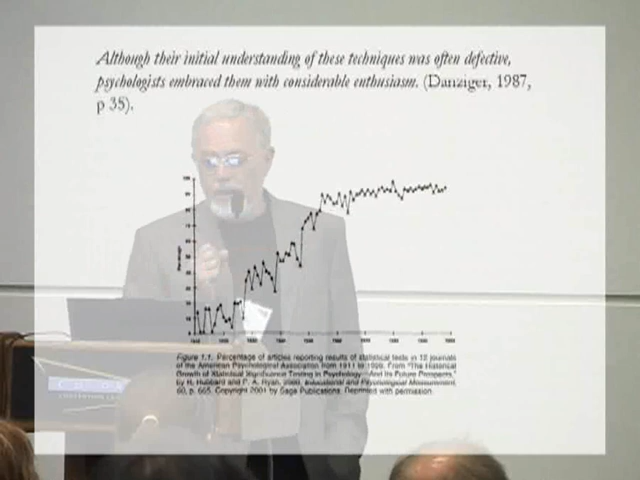 Although their initial understanding of these techniques was often defective,
psychologists embraced them with considerable enthusiasm. (Danziger, 1987,
p 35).
Figure 1.1. Percentage of articles reporting results of statistical tests in 12 journals
of the American Psychological Association from 1911 to 1998. From "The Historical
Growth of Statistical Significance Testing in Psychology—And Its Future Prospects,"
by R. Hubbard and P. A. Ryan, 2000, Educational and Psychological Measurement,
60, p. 665. Copyright 2001 by Sage Publications. Reprinted with permission.